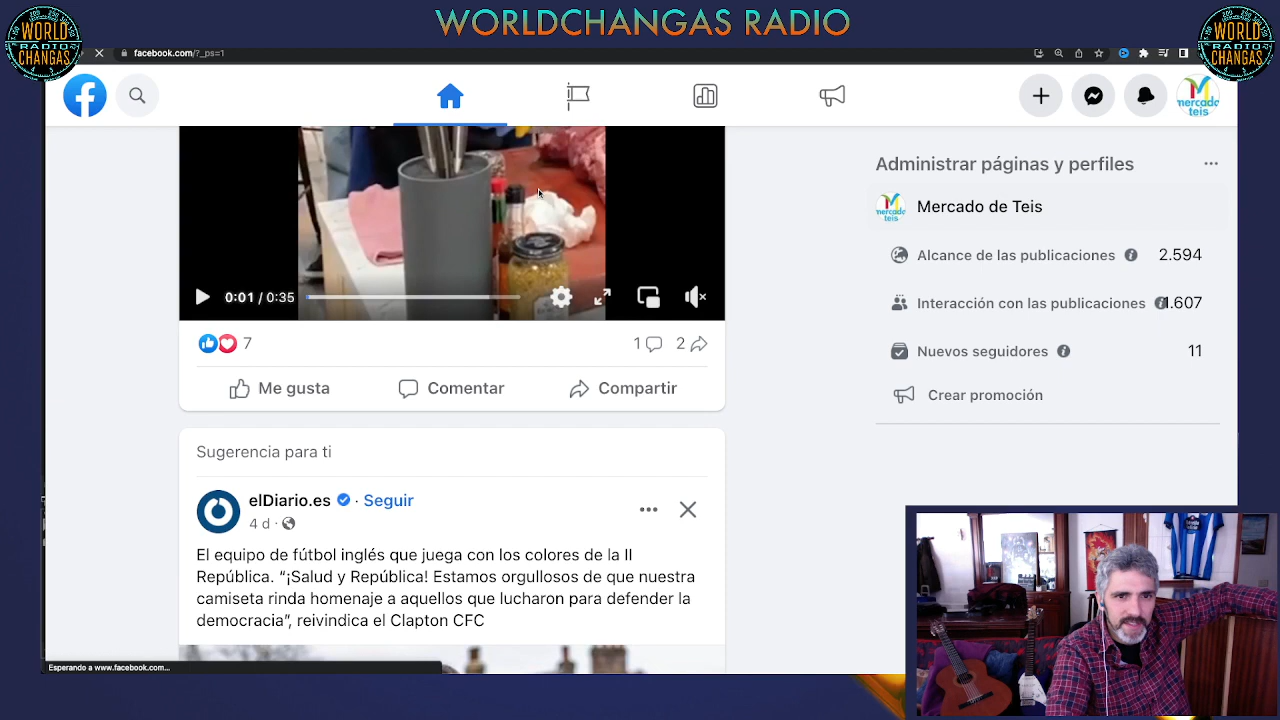 WORLDCHANGAS RADIO
WORLD
RADIO
CHANGAS
WORLD
RADIO
CHANGAS
facebook.com/?_ps=1
mercado
teis
Administrar páginas y perfiles
mercado
teis
Mercado de Teis
Alcance de las publicaciones 2.594
Interacción con las publicaciones 1.607
Nuevos seguidores 11
Crear promoción
0:01 / 0:35
7
1 2
Me gusta Comentar Compartir
Sugerencia para ti
elDiario.es · Seguir
4 d ·
El equipo de fútbol inglés que juega con los colores de la II
República. “¡Salud y República! Estamos orgullosos de que nuestra
camiseta rinda homenaje a aquellos que lucharon para defender la
democracia”, reivindica el Clapton CFC
Esperando a www.facebook.com...